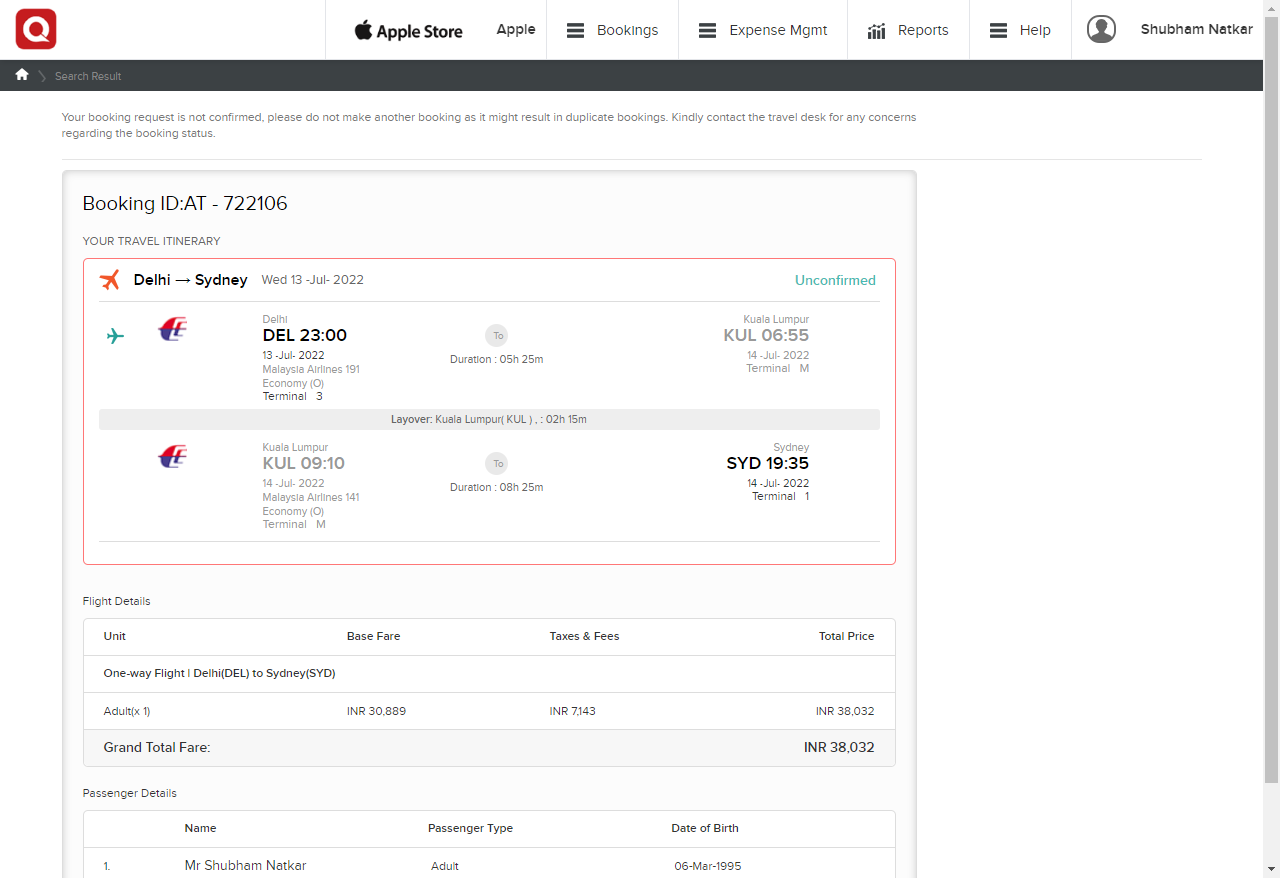 Q
Apple Store
Apple
Bookings
Expense Mgmt
Reports
Help
Shubham Natkar
Search Result
Your booking request is not confirmed, please do not make another booking as it might result in duplicate bookings. Kindly contact the travel desk for any concerns
regarding the booking status.
Booking ID:AT - 722106
YOUR TRAVEL ITINERARY
Delhi → Sydney Wed 13 -Jul- 2022 Unconfirmed
Delhi Kuala Lumpur
DEL 23:00 To KUL 06:55
13 -Jul- 2022 Duration : 05h 25m 14 -Jul- 2022
Malaysia Airlines 191 Terminal M
Economy (O)
Terminal 3
Layover: Kuala Lumpur( KUL ) , : 02h 15m
Kuala Lumpur Sydney
KUL 09:10 To SYD 19:35
14 -Jul- 2022 Duration : 08h 25m 14 -Jul- 2022
Malaysia Airlines 141 Terminal 1
Economy (O)
Terminal M
Flight Details
Unit Base Fare Taxes & Fees Total Price
One-way Flight | Delhi(DEL) to Sydney(SYD)
Adult(x 1) INR 30,889 INR 7,143 INR 38,032
Grand Total Fare: INR 38,032
Passenger Details
Name Passenger Type Date of Birth
1. Mr Shubham Natkar Adult 06-Mar-1995